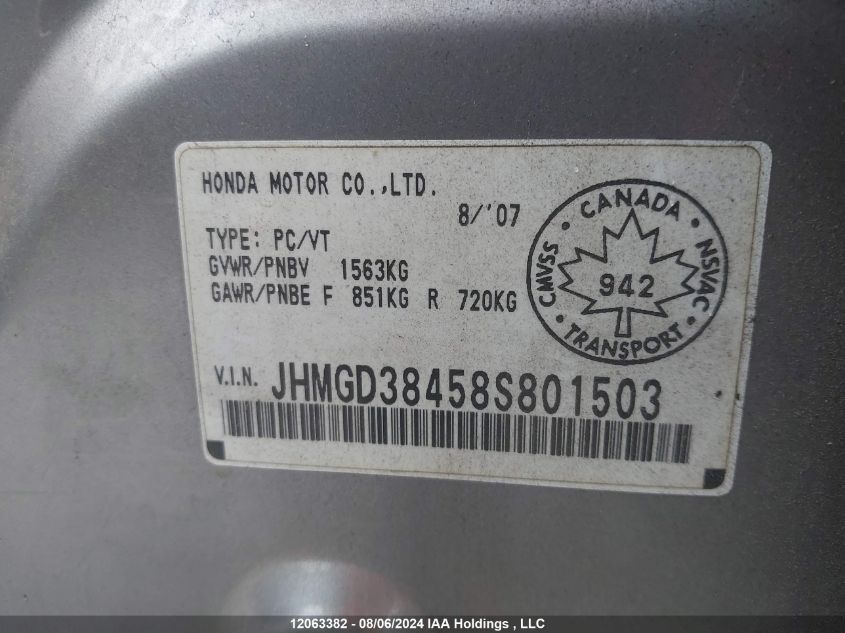 HONDA MOTOR CO.,LTD.
8/'07
TYPE: PC/VT
GVWR/PNBV 1563KG
GAWR/PNBE F 851KG R 720KG
CANADA
CMVSS
942
NSVAC
TRANSPORT
V.I.N. JHMGD38458S801503
12063382 - 08/06/2024 IAA Holdings , LLC